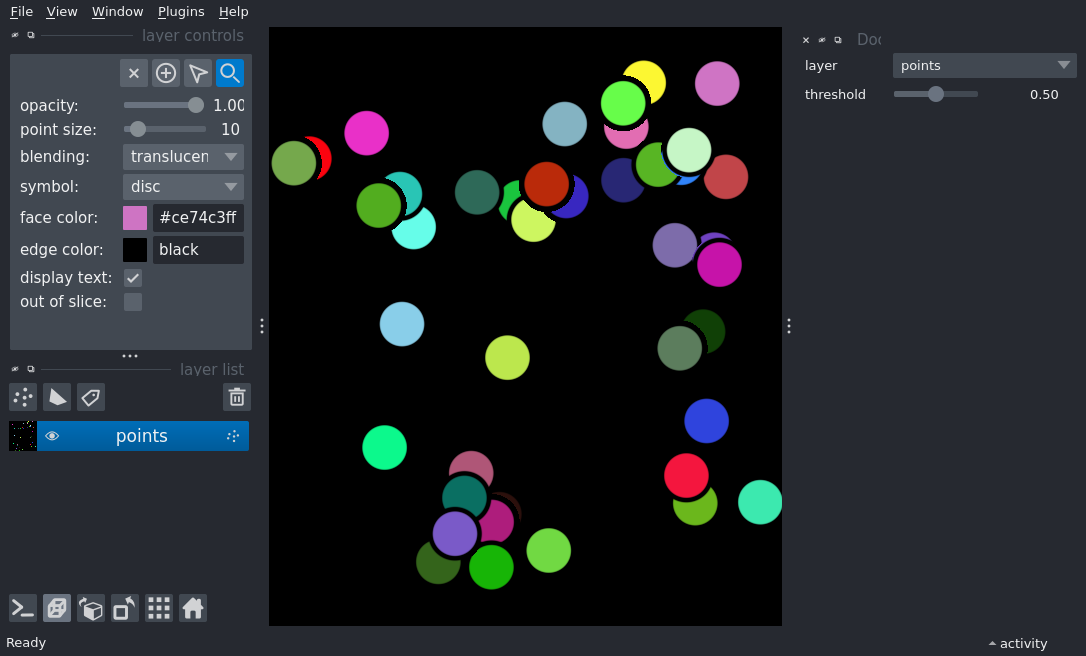 File View Window Plugins Help
layer controls
opacity: 1.00
point size: 10
blending: translucen
symbol: disc
face color: #ce74c3ff
edge color: black
display text:
out of slice:
layer list
points
Ready
Doc
layer points
threshold 0.50
activity